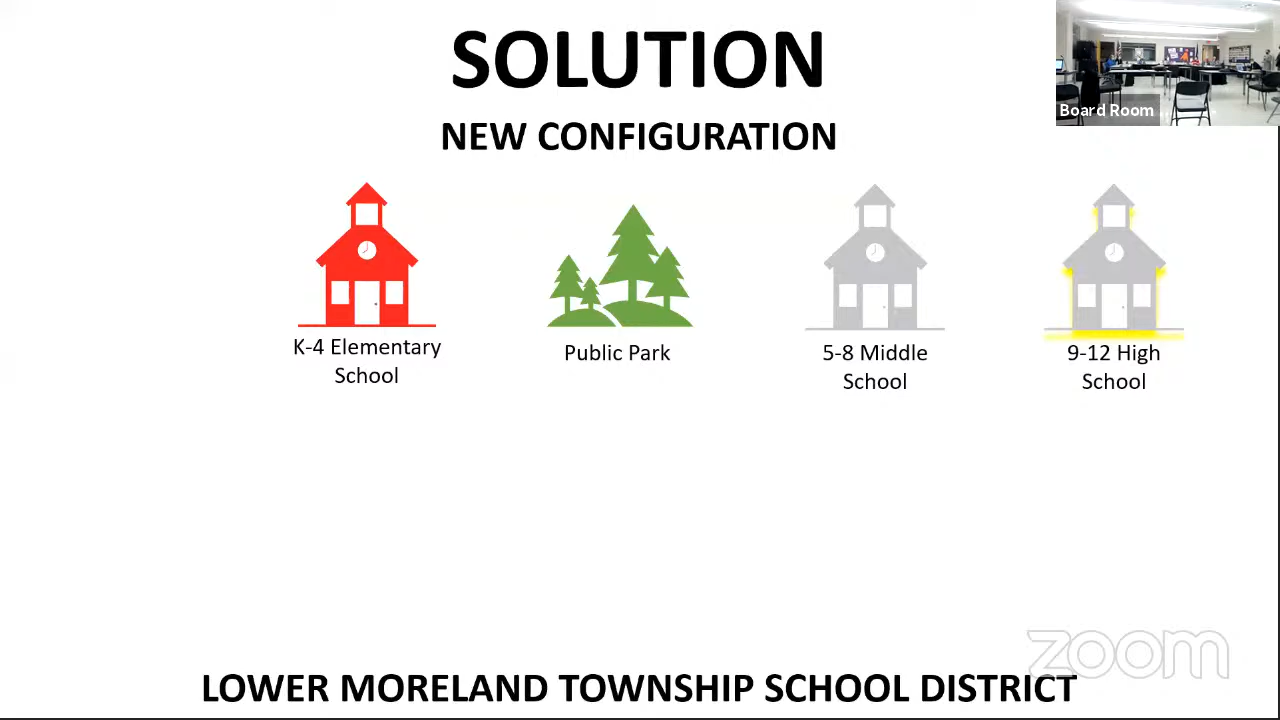 SOLUTION
NEW CONFIGURATION
Board Room
K-4 Elementary
School
Public Park
5-8 Middle
School
9-12 High
School
zoom
LOWER MORELAND TOWNSHIP SCHOOL DISTRICT